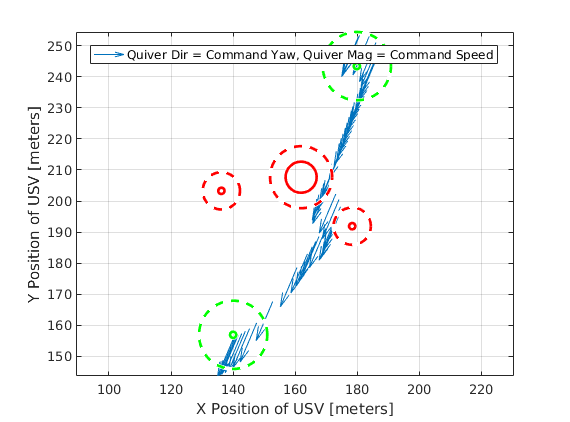 250
Quiver Dir = Command Yaw, Quiver Mag = Command Speed
240
230
220
210
200
190
180
170
160
150
Y Position of USV [meters]
100 120 140 160 180 200 220
X Position of USV [meters]